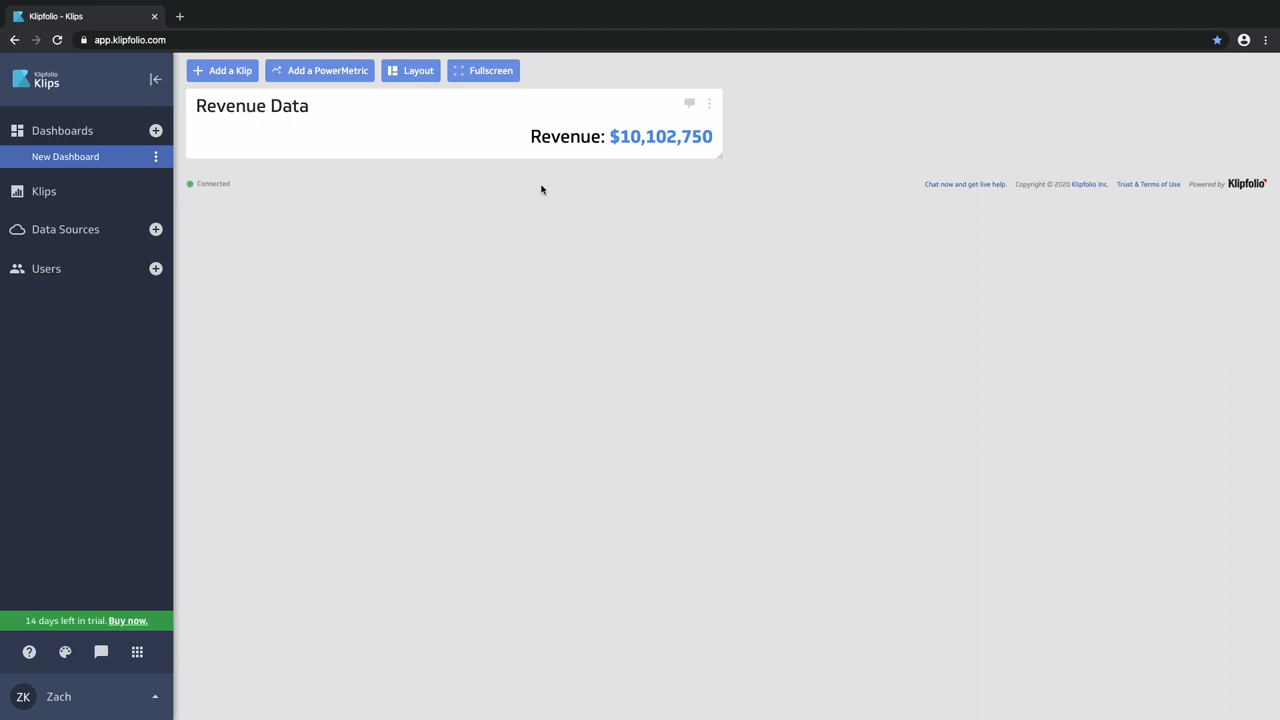 Klipfolio - Klips
app.klipfolio.com
Klipfolio
Klips
Dashboards
New Dashboard
Klips
Data Sources
Users
14 days left in trial. Buy now.
ZK Zach
Add a Klip Add a PowerMetric Layout Fullscreen
Revenue Data
Revenue: $10,102,750
Connected
Chat now and get live help. Copyright © 2020 Klipfolio Inc. Trust & Terms of Use Powered by Klipfolio